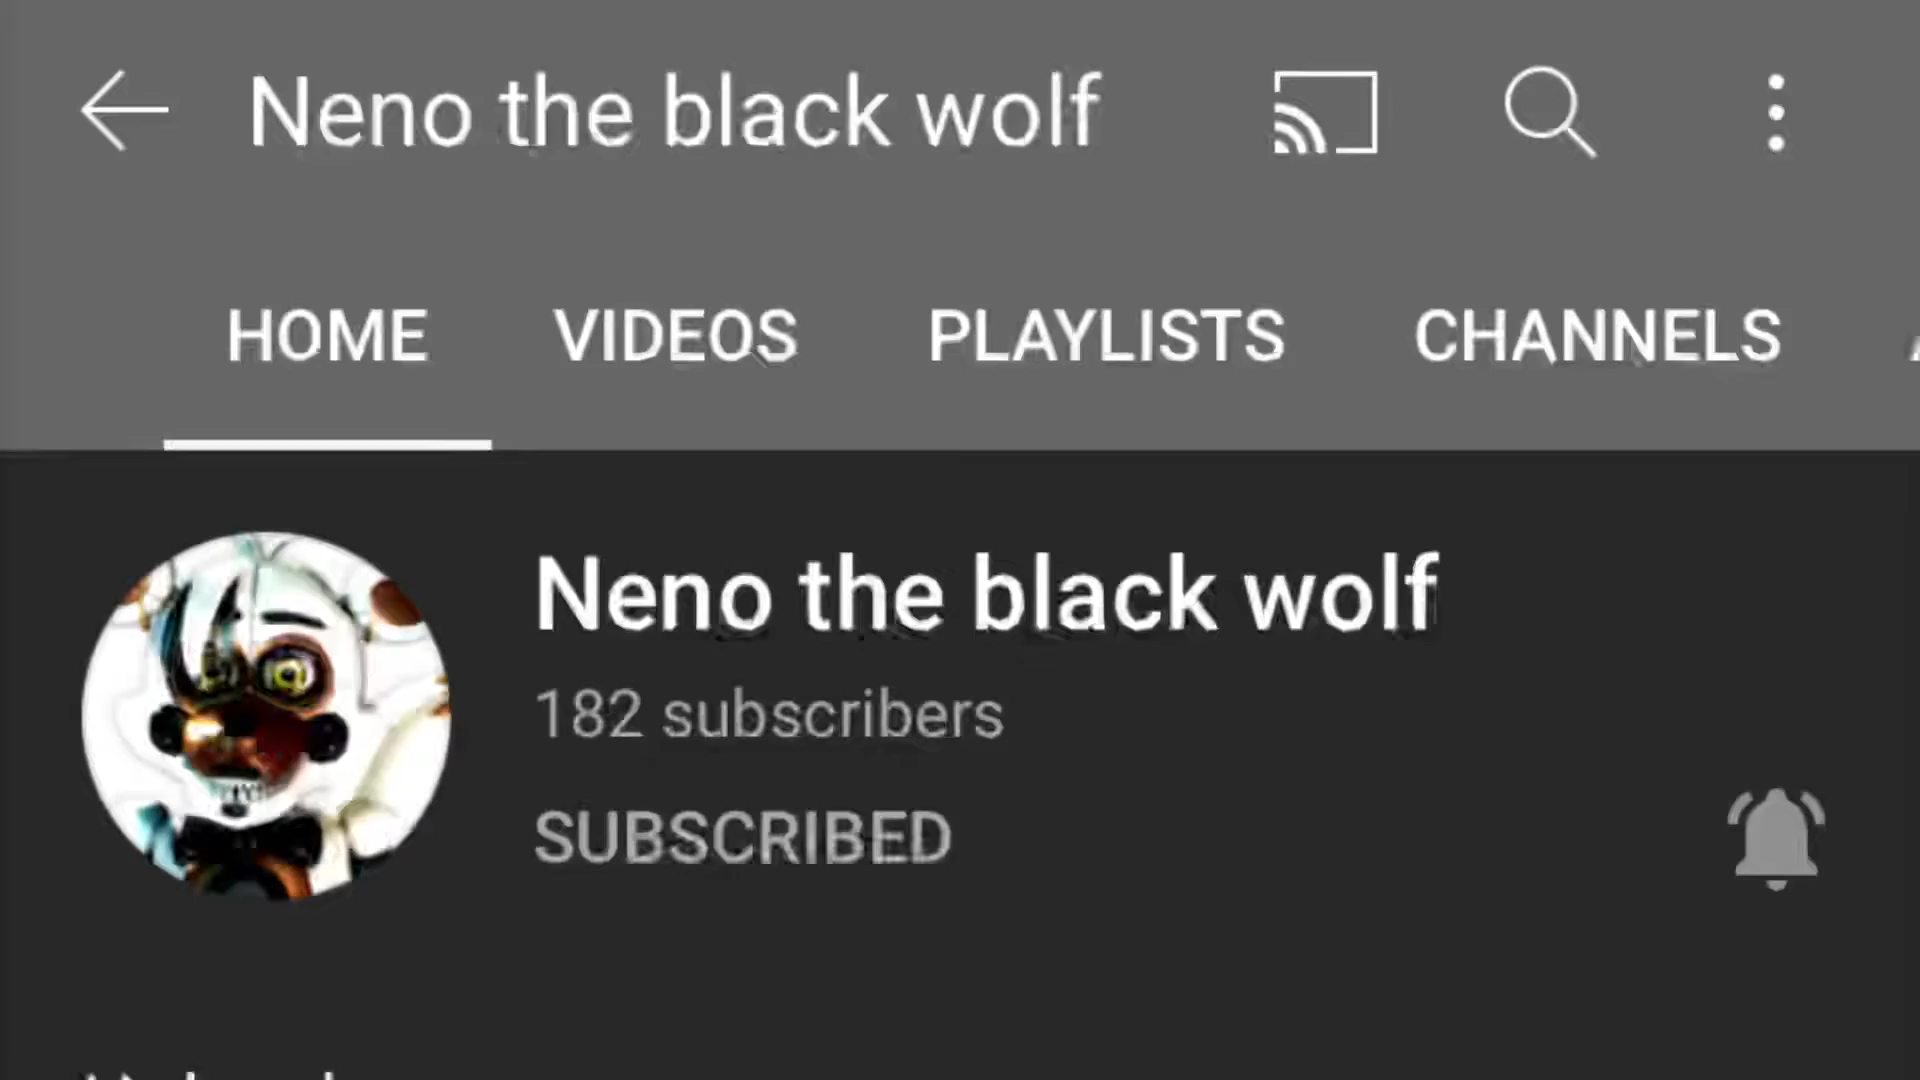 Neno the black wolf
HOME VIDEOS PLAYLISTS CHANNELS
Neno the black wolf
182 subscribers
SUBSCRIBED